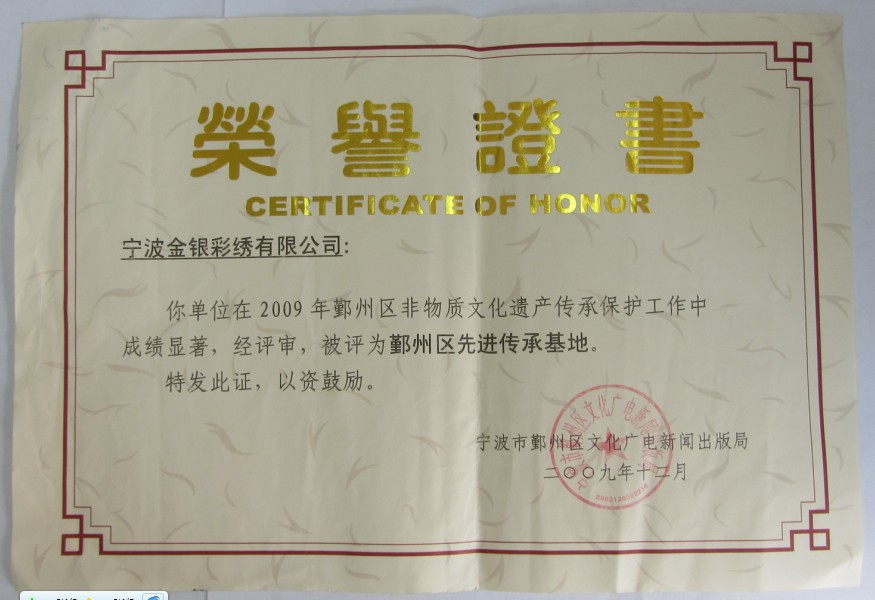 榮譽證書
CERTIFICATE OF HONOR
宁波金银彩绣有限公司:
你单位在 2009 年鄞州区非物质文化遗产传承保护工作中
成绩显著，经评审，被评为鄞州区先进传承基地。
特发此证，以资鼓励。
宁波市鄞州区文化广电新闻出版局
二〇〇九年十二月